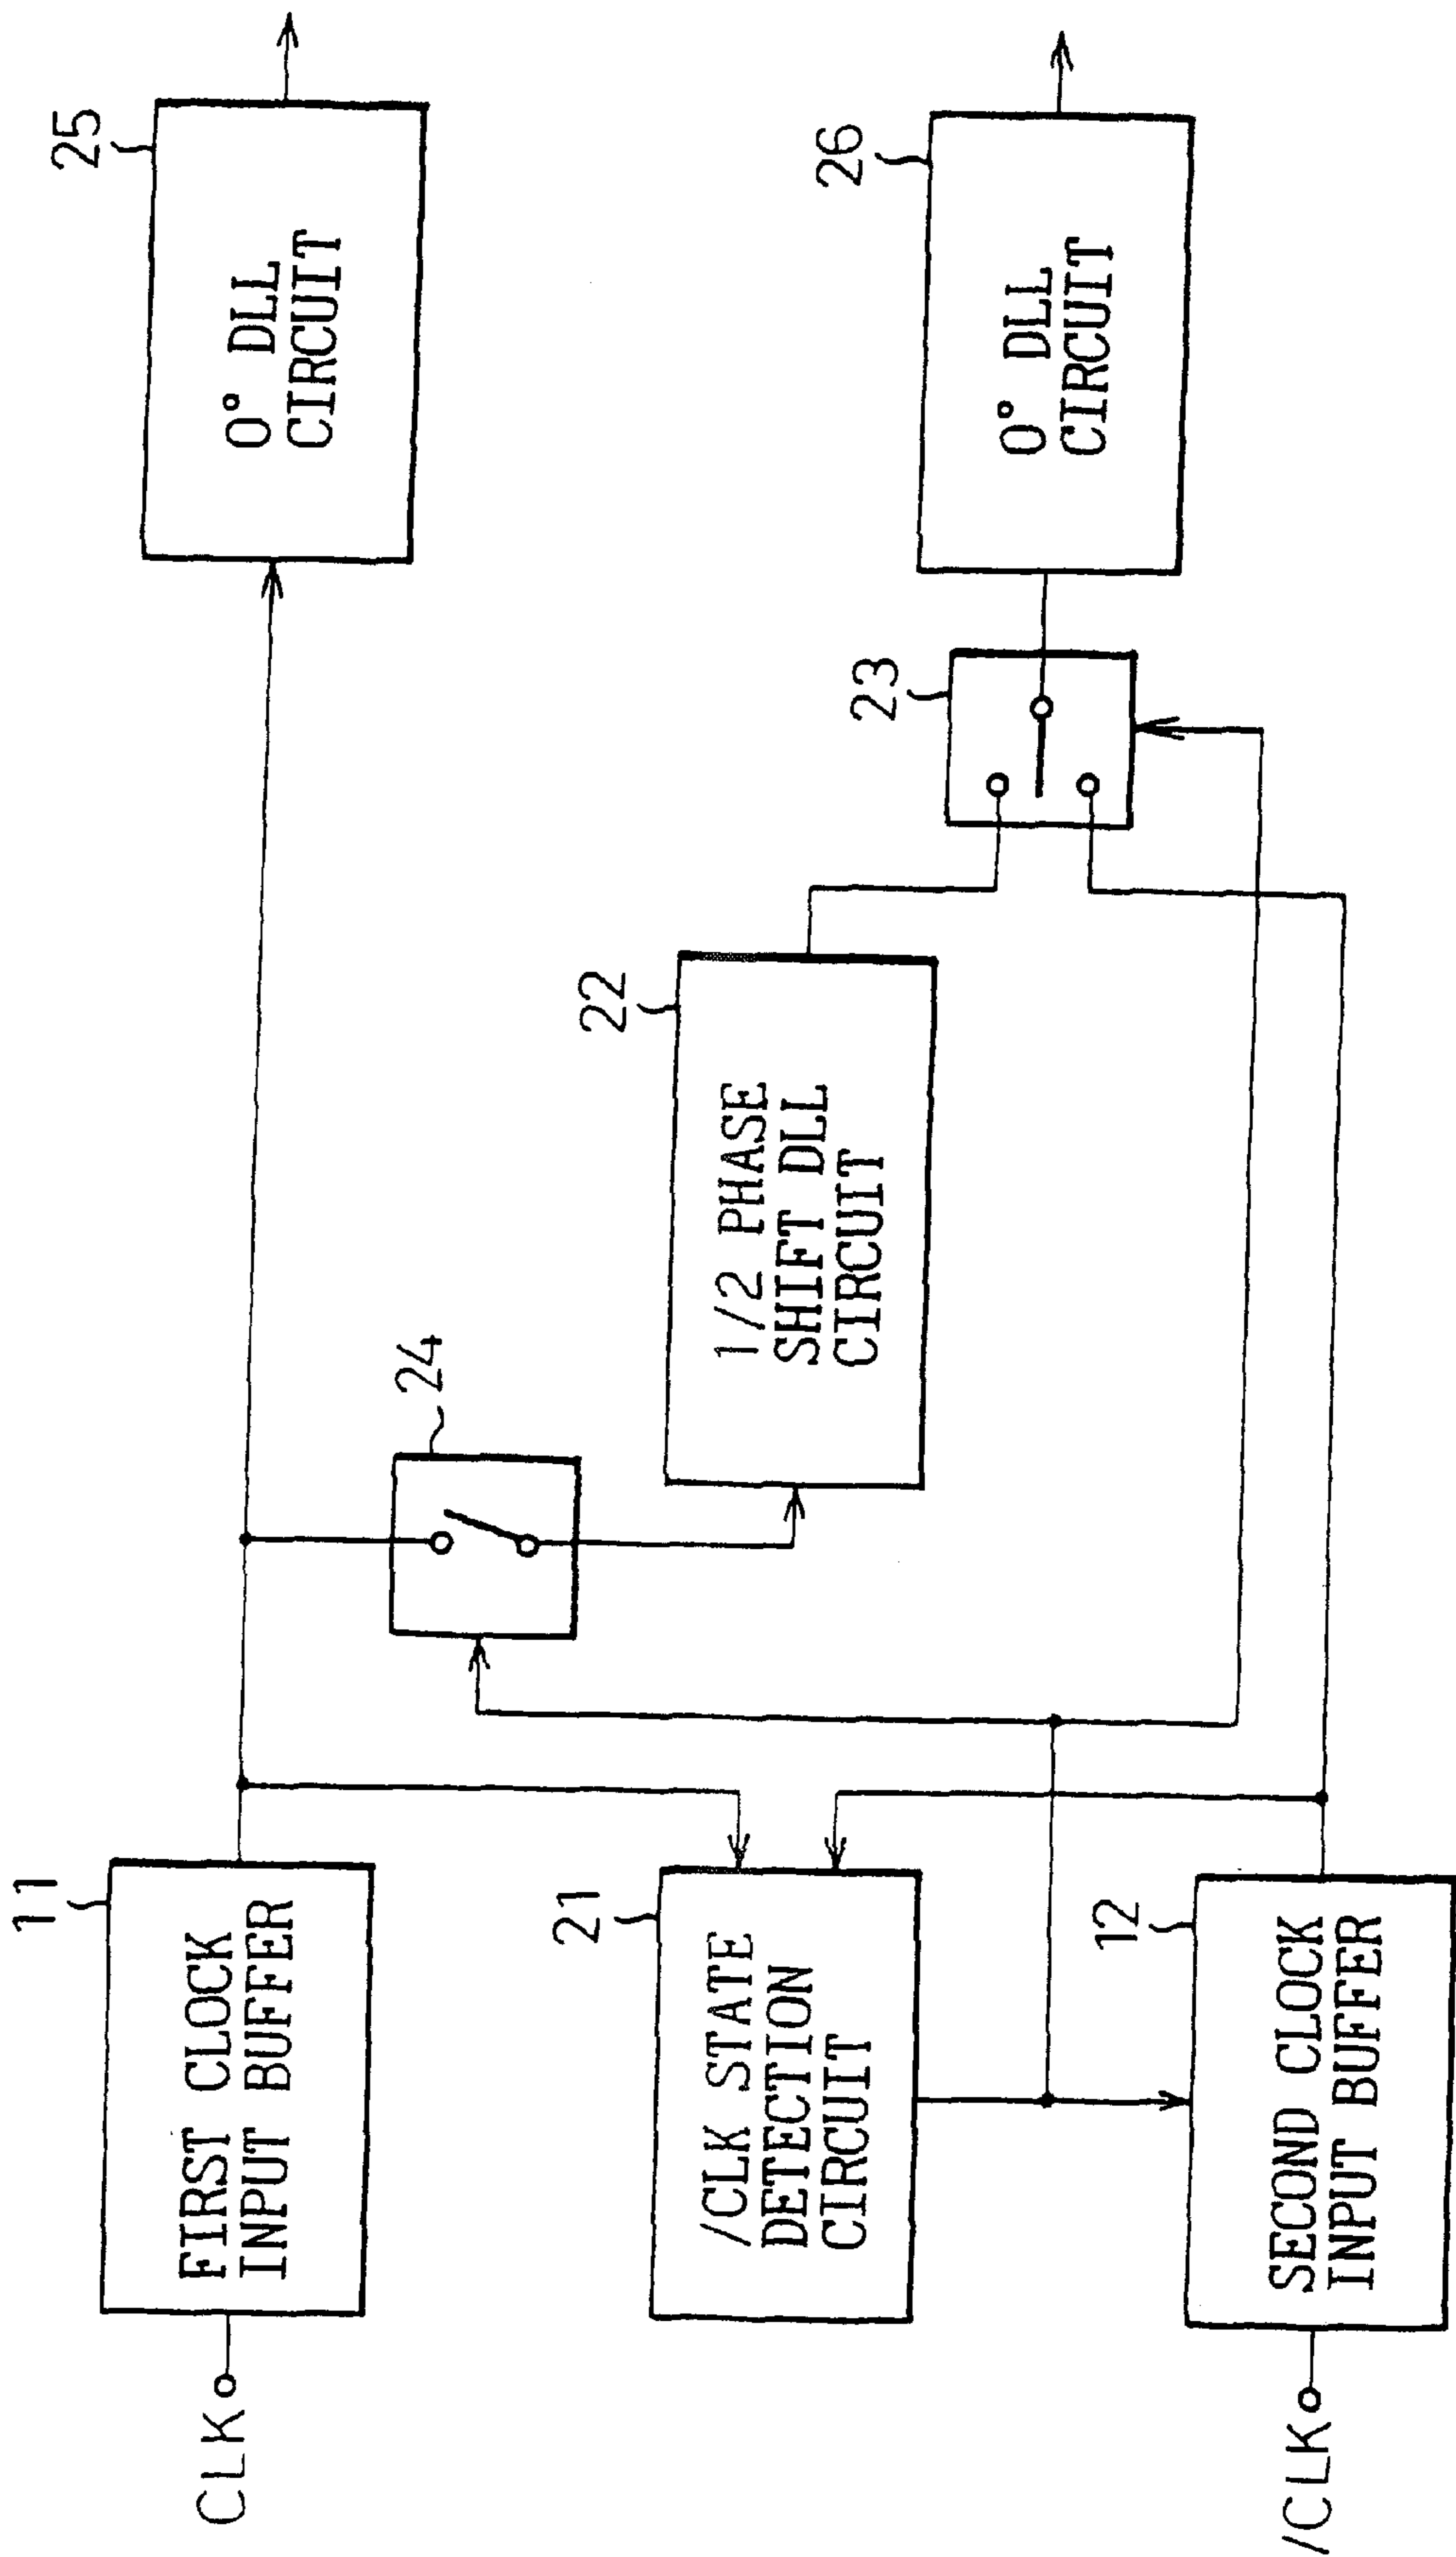 CLK
FIRST CLOCK
INPUT BUFFER
11
25
0° DLL
CIRCUIT
24
/CLK STATE
DETECTION
CIRCUIT
21
1/2 PHASE
SHIFT DLL
CIRCUIT
22
23
26
0° DLL
CIRCUIT
/CLK
SECOND CLOCK
INPUT BUFFER
12